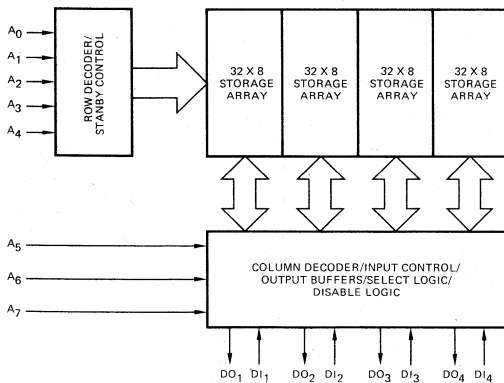 A0
A1
A2
A3
A4
ROW DECODER/
STANBY CONTROL
32 X 8
STORAGE
ARRAY
32 X 8
STORAGE
ARRAY
32 X 8
STORAGE
ARRAY
32 X 8
STORAGE
ARRAY
A5
A6
A7
COLUMN DECODER/INPUT CONTROL/
OUTPUT BUFFERS/SELECT LOGIC/
DISABLE LOGIC
DO1 DI1 DO2 DI2 DO3 DI3 DO4 DI4